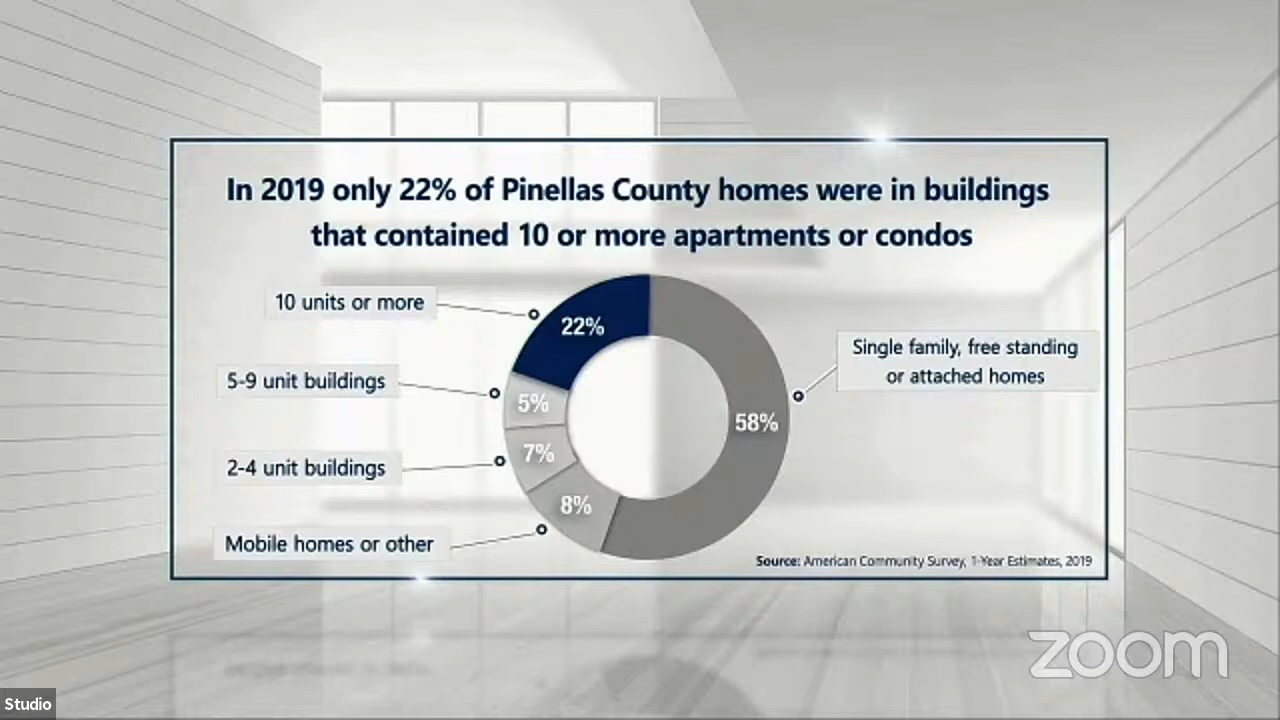 In 2019 only 22% of Pinellas County homes were in buildings
that contained 10 or more apartments or condos
10 units or more
22%
Single family, free standing
or attached homes
5-9 unit buildings
5%
58%
2-4 unit buildings
7%
8%
Mobile homes or other
Source: American Community Survey, 1-Year Estimates, 2019
zoom
Studio